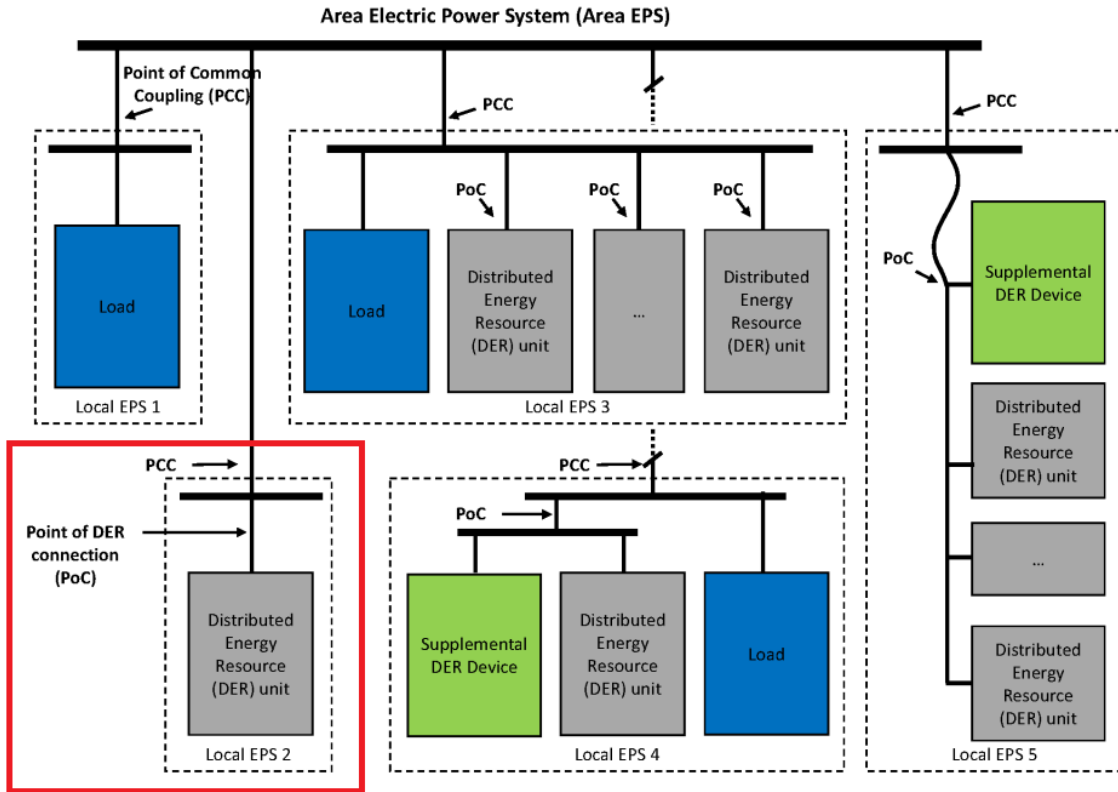 Area Electric Power System (Area EPS)
Point of Common
Coupling (PCC)
PCC
PCC
PoC
PoC
PoC
Load
Load
Distributed
Energy
Resource
(DER) unit
...
Distributed
Energy
Resource
(DER) unit
PoC
Supplemental
DER Device
Local EPS 1
Local EPS 3
Distributed
Energy
Resource
(DER) unit
PCC
PCC
Point of DER
connection
(PoC)
PoC
...
Distributed
Energy
Resource
(DER) unit
Supplemental
DER Device
Distributed
Energy
Resource
(DER) unit
Load
Distributed
Energy
Resource
(DER) unit
Local EPS 2
Local EPS 4
Local EPS 5